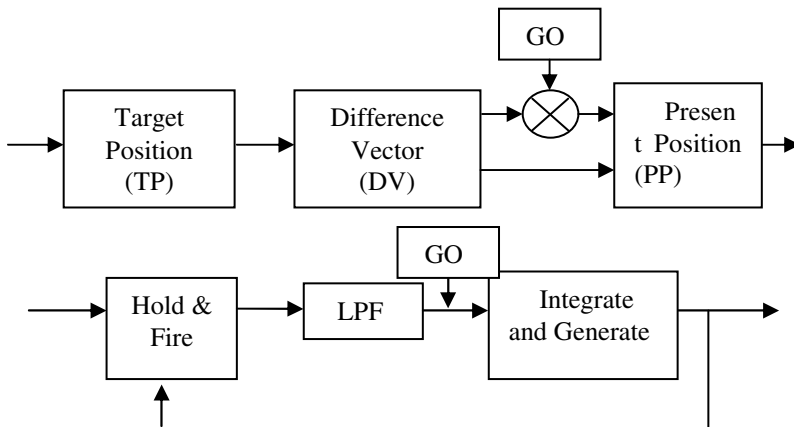 GO
Target
Position
(TP)
Difference
Vector
(DV)
Presen
t Position
(PP)
GO
Hold &
Fire
LPF
Integrate
and Generate